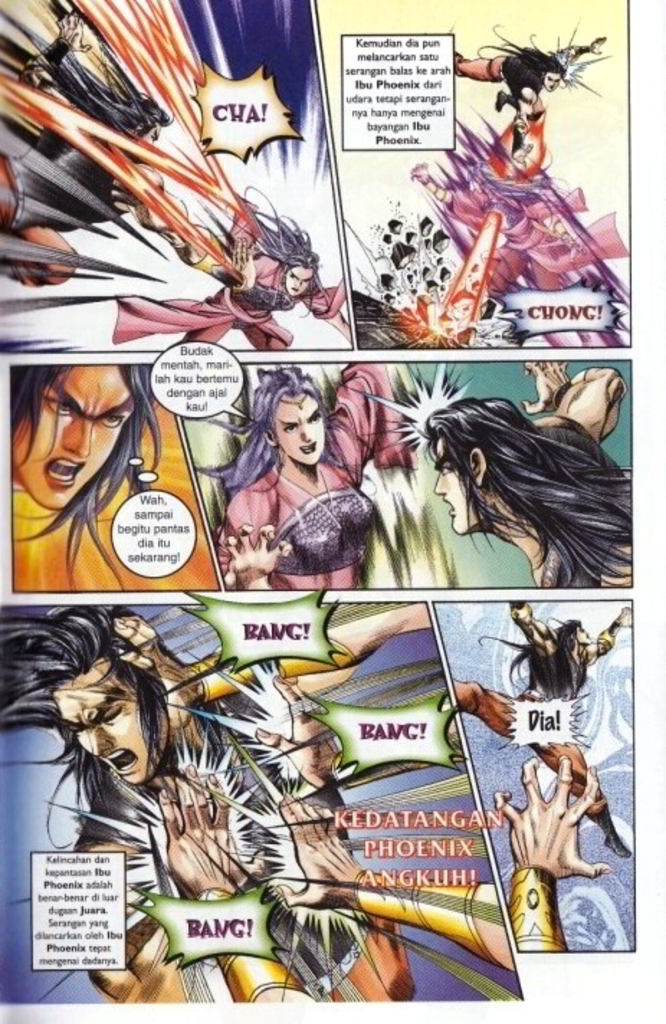 CHA!
Kemudian dia pun
melancarkan satu
serangan balas ke arah
Ibu Phoenix dari
udara tetapi serangan-
nya hanya mengenai
bayangan Ibu
Phoenix.
CHONG!
Budak
mentah, mari-
lah kau bertemu
dengan ajal
kau!
Wah,
sampai
begitu pantas
dia itu
sekarang!
BANG!
BANG!
KEDATANGAN
PHOENIX
ANGKUH!
BANG!
Kelincahan dan
kepantasan Ibu
Phoenix adalah
benar-benar di luar
dugaan Juara.
Serangan yang
dilancarkan oleh Ibu
Phoenix tepat
mengenai dadanya.
Dia!